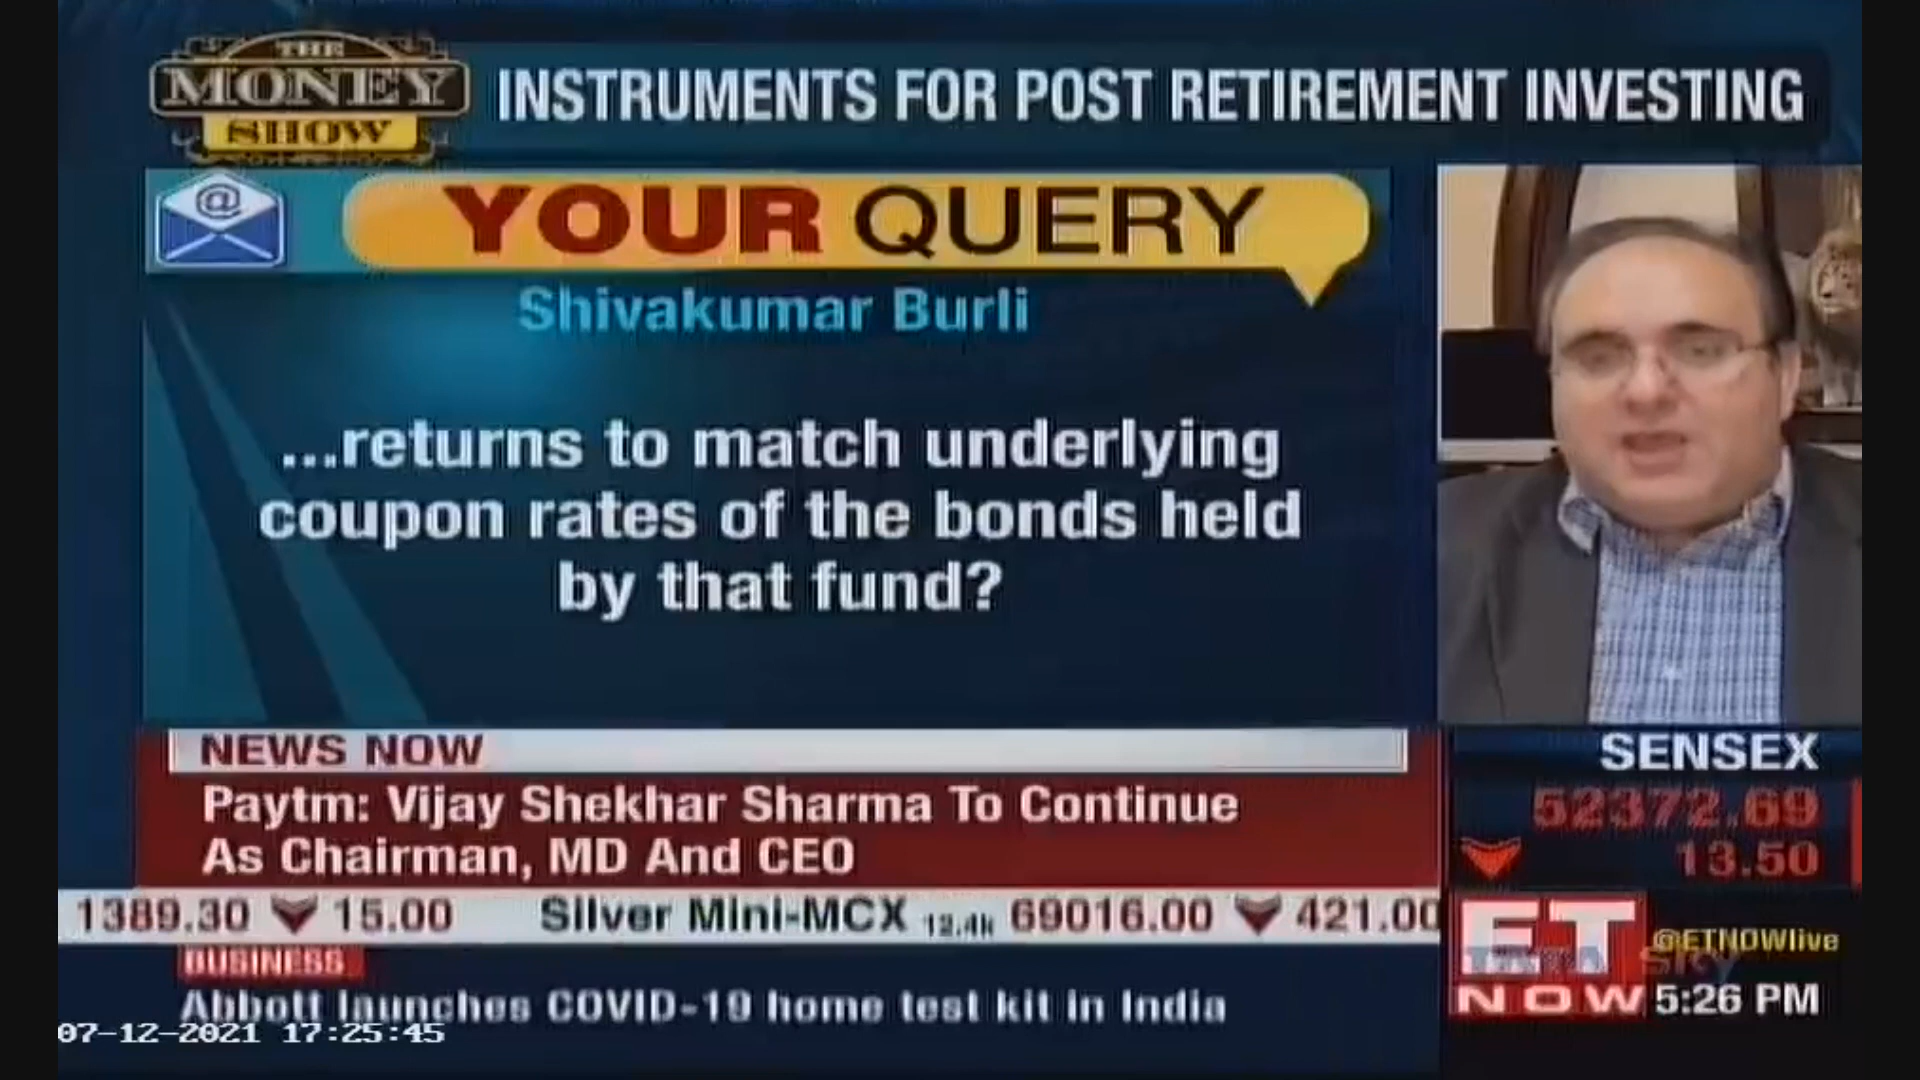 THE
MONEY
SHOW
INSTRUMENTS FOR POST RETIREMENT INVESTING
@
YOUR QUERY
Shivakumar Burli
...returns to match underlying
coupon rates of the bonds held
by that fund?
NEWS NOW
Paytm: Vijay Shekhar Sharma To Continue
As Chairman, MD And CEO
SENSEX
52372.69
13.50
1389.30 15.00 Silver Mini-MCX 12.4k 69016.00 421.00
ET
NOW
@ETNOWlive
TATA SKY
5:26 PM
BUSINESS
Abbott launches COVID-19 home test kit in India
07-12-2021 17:25:45